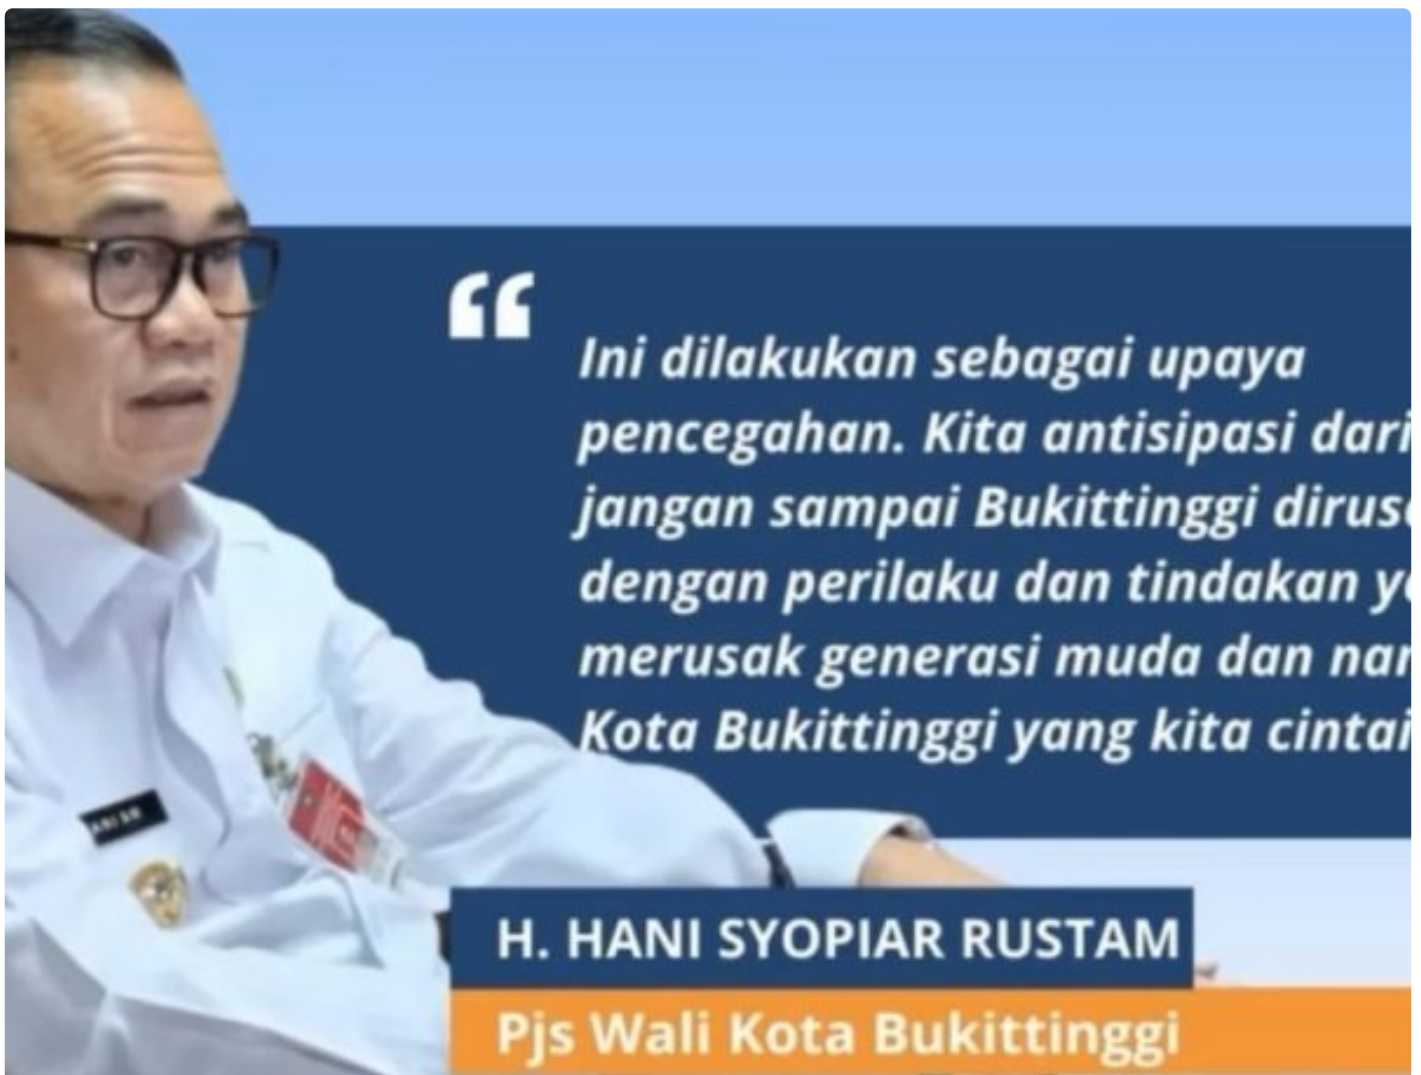 “
Ini dilakukan sebagai upaya
pencegahan. Kita antisipasi dari
jangan sampai Bukittinggi
dengan perilaku dan tindakan
merusak generasi muda dan
Kota Bukittinggi yang kita cintai
H. HANI SYOPIAR RUSTAM
Pjs Wali Kota Bukittinggi